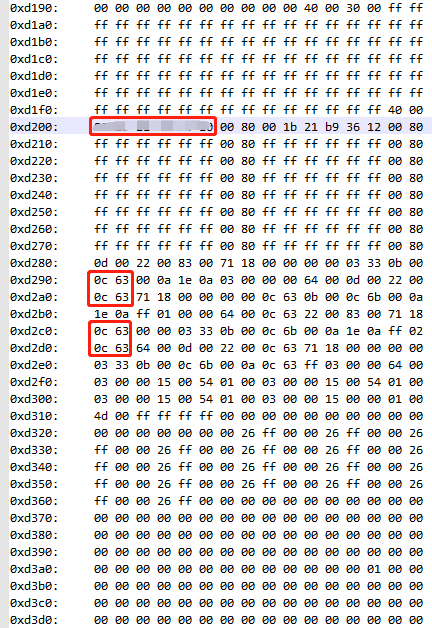 0xd190: 00 00 00 00 00 00 00 00 00 00 40 00 30 00 ff ff
0xd1a0: ff ff ff ff ff ff ff ff ff ff ff ff ff ff ff ff
0xd1b0: ff ff ff ff ff ff ff ff ff ff ff ff ff ff ff ff
0xd1c0: ff ff ff ff ff ff ff ff ff ff ff ff ff ff ff ff
0xd1d0: ff ff ff ff ff ff ff ff ff ff ff ff ff ff ff ff
0xd1e0: ff ff ff ff ff ff ff ff ff ff ff ff ff ff ff ff
0xd1f0: ff ff ff ff ff ff ff ff ff ff ff ff ff ff 40 00
0xd200: 00 80 00 1b 21 b9 36 12 00 80
0xd210: ff ff ff ff ff ff 00 80 ff ff ff ff ff ff 00 80
0xd220: ff ff ff ff ff ff 00 80 ff ff ff ff ff ff 00 80
0xd230: ff ff ff ff ff ff 00 80 ff ff ff ff ff ff 00 80
0xd240: ff ff ff ff ff ff 00 80 ff ff ff ff ff ff 00 80
0xd250: ff ff ff ff ff ff 00 80 ff ff ff ff ff ff 00 80
0xd260: ff ff ff ff ff ff 00 80 ff ff ff ff ff ff 00 80
0xd270: ff ff ff ff ff ff 00 80 ff ff ff ff ff ff 00 80
0xd280: 0d 00 22 00 83 00 71 18 00 00 00 00 03 33 0b 00
0xd290: 0c 63 00 0a 1e 0a 03 00 00 00 64 00 0d 00 22 00
0xd2a0: 0c 63 71 18 00 00 00 00 0c 63 0b 00 0c 6b 00 0a
0xd2b0: 1e 0a ff 01 00 00 64 00 0c 63 22 00 83 00 71 18
0xd2c0: 0c 63 00 00 03 33 0b 00 0c 6b 00 0a 1e 0a ff 02
0xd2d0: 0c 63 64 00 0d 00 22 00 0c 63 71 18 00 00 00 00
0xd2e0: 03 33 0b 00 0c 6b 00 0a 0c 63 ff 03 00 00 64 00
0xd2f0: 03 00 00 15 00 54 01 00 03 00 00 15 00 54 01 00
0xd300: 03 00 00 15 00 54 01 00 03 00 00 15 00 00 01 00
0xd310: 4d 00 ff ff ff ff 00 00 00 00 00 00 00 00 00 00
0xd320: 00 00 00 00 00 00 00 26 ff 00 00 26 ff 00 00 26
0xd330: ff 00 00 26 ff 00 00 26 ff 00 00 26 ff 00 00 26
0xd340: ff 00 00 26 ff 00 00 26 ff 00 00 26 ff 00 00 26
0xd350: ff 00 00 26 ff 00 00 26 ff 00 00 26 ff 00 00 26
0xd360: ff 00 00 26 ff 00 00 00 00 00 00 00 00 00 00 00
0xd370: 00 00 00 00 00 00 00 00 00 00 00 00 00 00 00 00
0xd380: 00 00 00 00 00 00 00 00 00 00 00 00 00 00 00 00
0xd390: 00 00 00 00 00 00 00 00 00 00 00 00 00 00 00 00
0xd3a0: 00 00 00 00 00 00 00 00 00 00 00 00 00 01 00 00
0xd3b0: 00 00 00 00 00 00 00 00 00 00 00 00 00 00 00 00
0xd3c0: 00 00 00 00 00 00 00 00 00 00 00 00 00 00 00 00
0xd3d0: 00 00 00 00 00 00 00 00 00 00 00 00 00 00 00 00